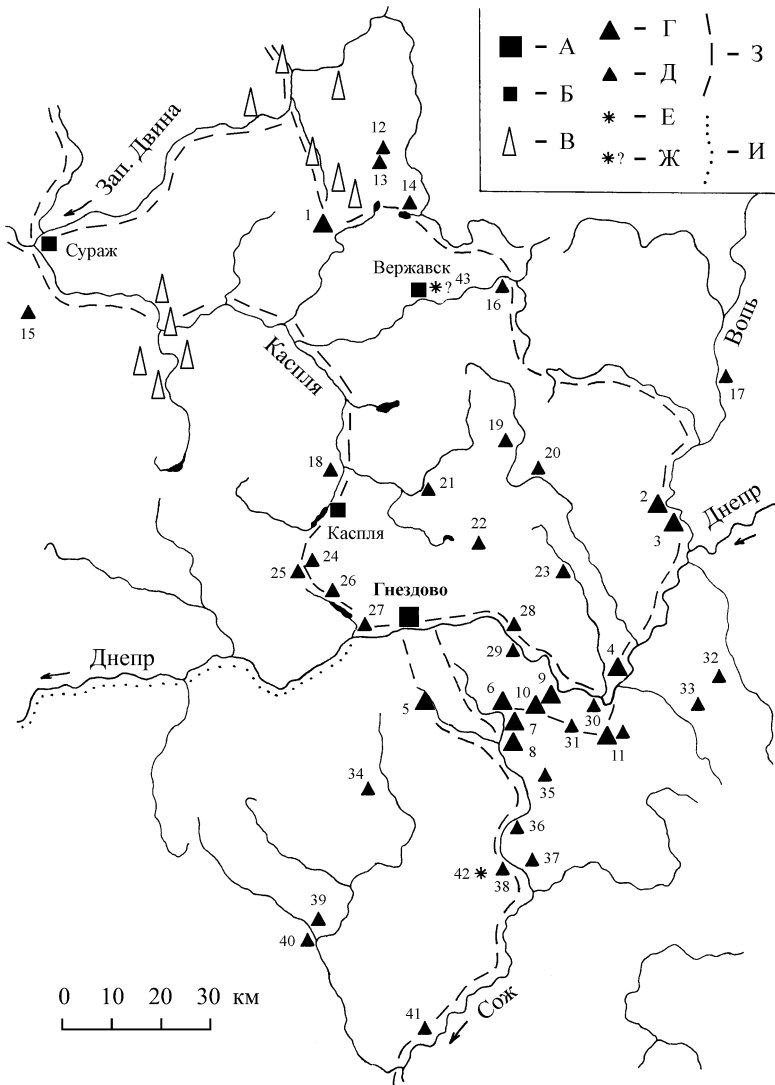 – А
– Б
– В
– Г
– Д
– Е
? – Ж
– З
– И
Зап. Двина
12
13
14
1
Сураж
Вержавск
43
?
16
15
Вопь
17
Каспля
19
20
18
21
2
Днепр
3
Каспля
22
24
25
23
26
Гнездово
27
28
29
4
Днепр
32
9
6
10
33
5
30
7
31
8
11
35
34
36
37
42
38
39
40
0 10 20 30 км
41
Сож